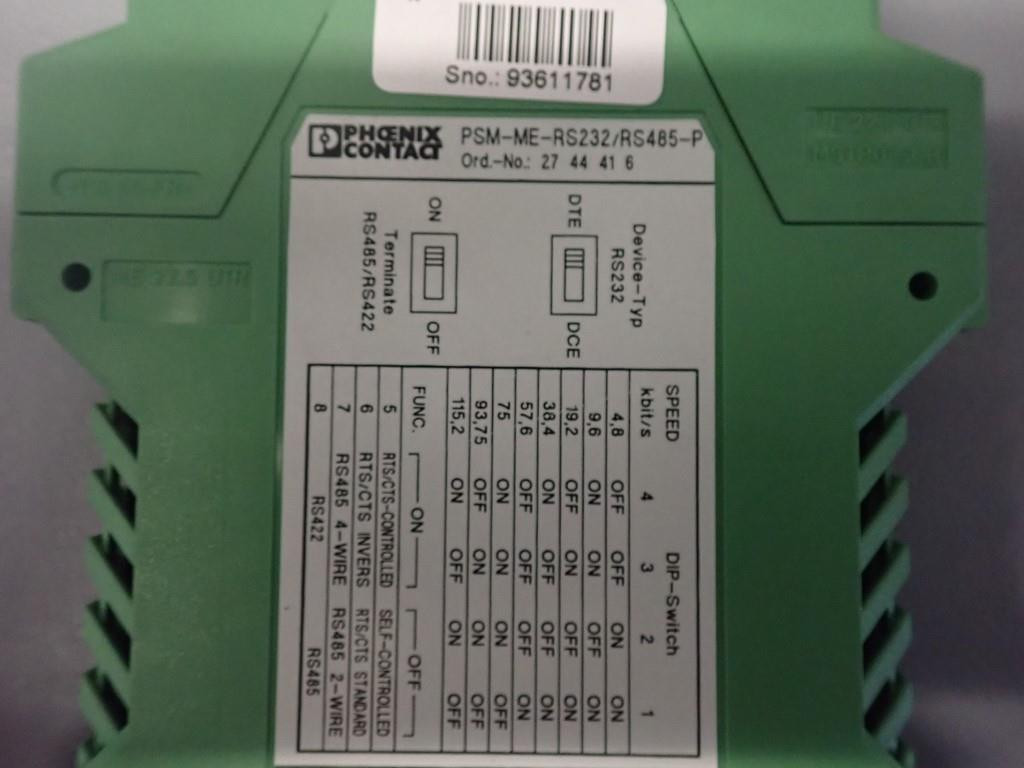 Sno.: 93611781
PHŒNIX
CONTACT
PSM-ME-RS232/RS485-P
Ord.-No.: 27 44 41 6
Device-Typ
RS232
DTE DCE
Terminate
RS485/RS422
ON OFF
SPEED DIP-Switch
kbit/s 4 3 2 1
4,8 OFF OFF ON ON
9,6 ON ON OFF ON
19,2 OFF ON OFF ON
38,4 ON OFF OFF ON
57,6 OFF OFF OFF ON
75 ON ON ON OFF
93,75 OFF ON ON OFF
115,2 ON OFF ON OFF
FUNC. ON OFF
5 RTS/CTS-CONTROLLED SELF-CONTROLLED
6 RTS/CTS INVERS RTS/CTS STANDARD
7 RS485 4-WIRE RS485 2-WIRE
8 RS422 RS485